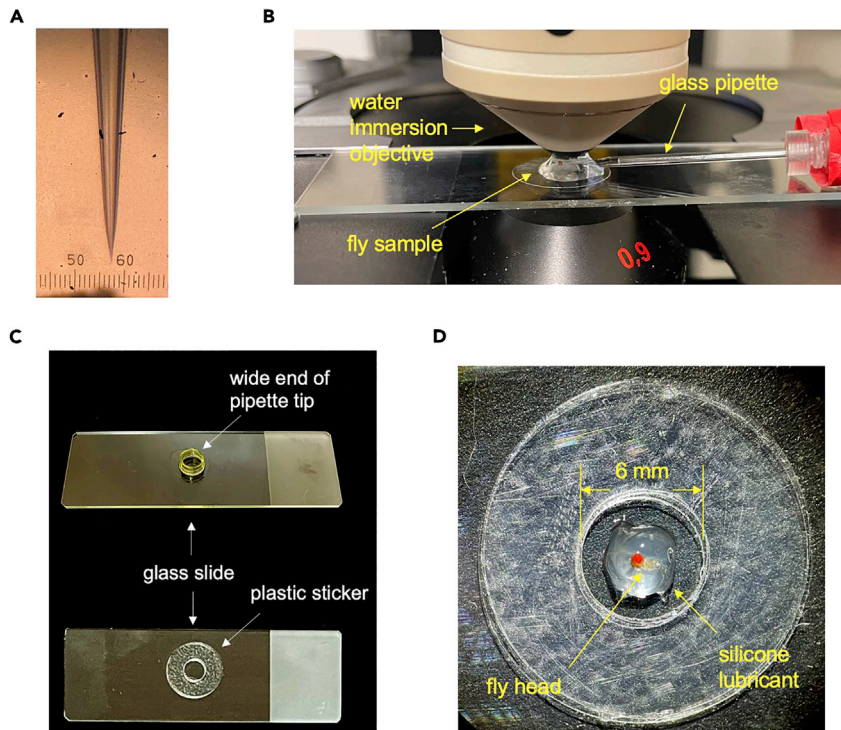 A
50 60
B
water
immersion
objective
glass pipette
fly sample
0,9
C
wide end of
pipette tip
glass slide
plastic sticker
D
6 mm
fly head
silicone
lubricant